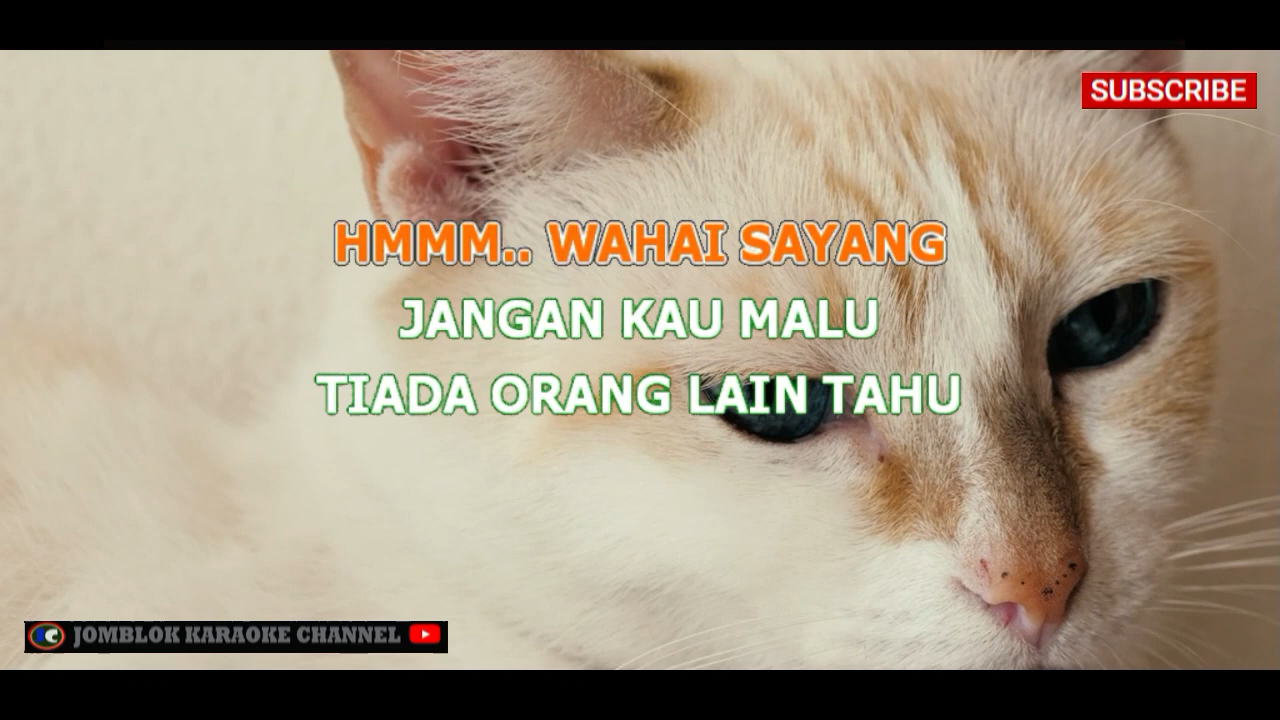 SUBSCRIBE
HMMM.. WAHAI SAYANG
JANGAN KAU MALU
TIADA ORANG LAIN TAHU
JOMBLOK KARAOKE CHANNEL